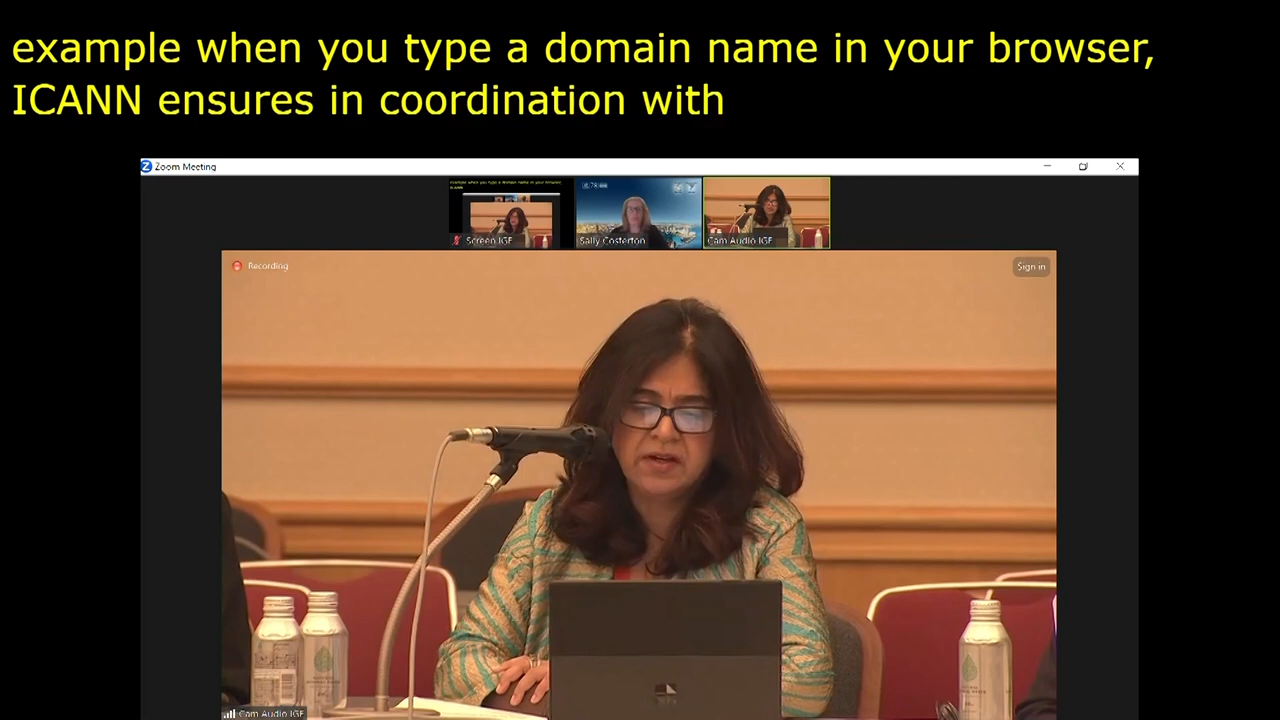 example when you type a domain name in your browser,
ICANN ensures in coordination with
Zoom Meeting
Screen IGF
Sally Costerton
Cam Audio IGF
Recording
Sign in
Cam Audio IGF